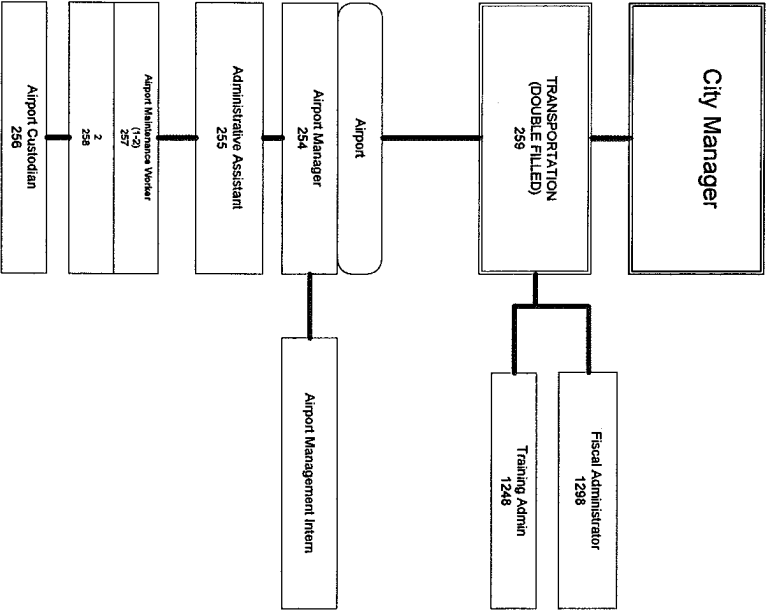 City Manager
TRANSPORTATION
(DOUBLE FILLED)
259
Fiscal Administrator
1298
Training Admin
1248
Airport
Airport Manager
254
Airport Management Intern
Administrative Assistant
255
Airport Maintenance Worker
(1-2)
257
2
258
Airport Custodian
256